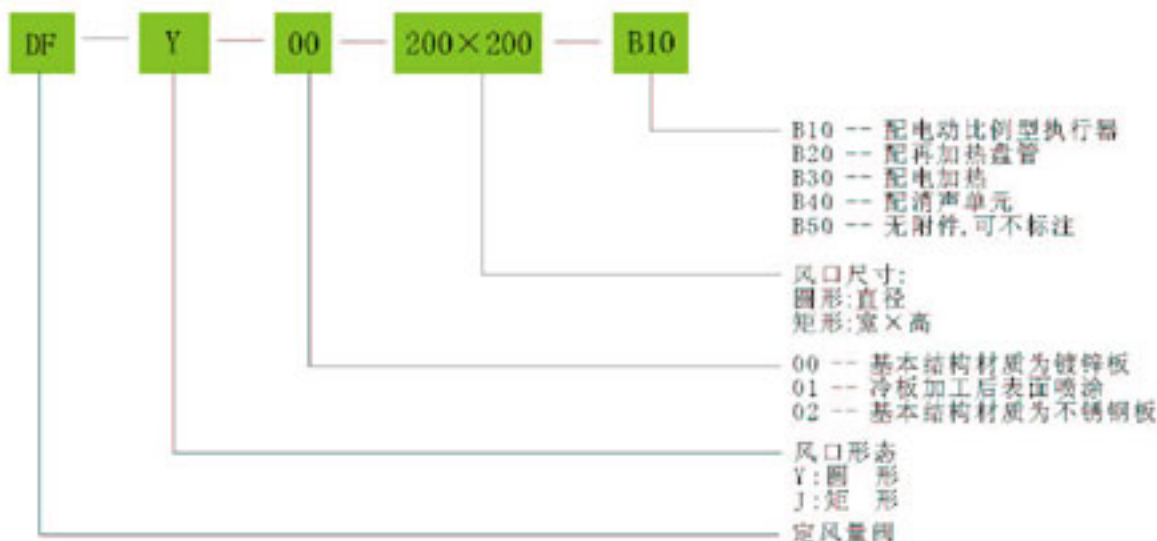 DF — Y — 00 — 200×200 — B10
B10 -- 配电动比例型执行器
B20 -- 配再加热盘管
B30 -- 配电加热
B40 -- 配消声单元
B50 -- 无附件,可不标注
风口尺寸:
圆形:直径
矩形:宽×高
00 -- 基本结构材质为镀锌板
01 -- 冷板加工后表面喷涂
02 -- 基本结构材质为不锈钢板
风口形态
Y:圆 形
J:矩 形
定风量阀